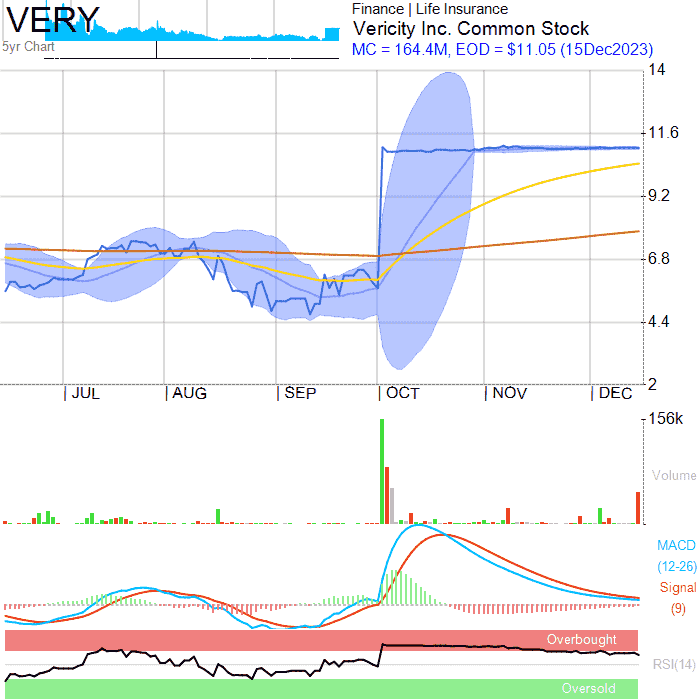 VERY
Finance | Life Insurance
Vericity Inc. Common Stock
5yr Chart
MC = 164.4M, EOD = $11.05 (15Dec2023)
14
11.6
9.2
6.8
4.4
2
JUL AUG SEP OCT NOV DEC
156k
Volume
MACD
(12-26)
Signal
(9)
Overbought
RSI(14)
Oversold